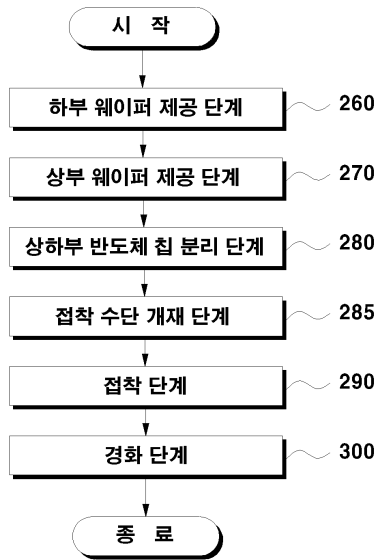 시 작
하부 웨이퍼 제공 단계 260
상부 웨이퍼 제공 단계 270
상하부 반도체 칩 분리 단계 280
접착 수단 개재 단계 285
접착 단계 290
경화 단계 300
종 료